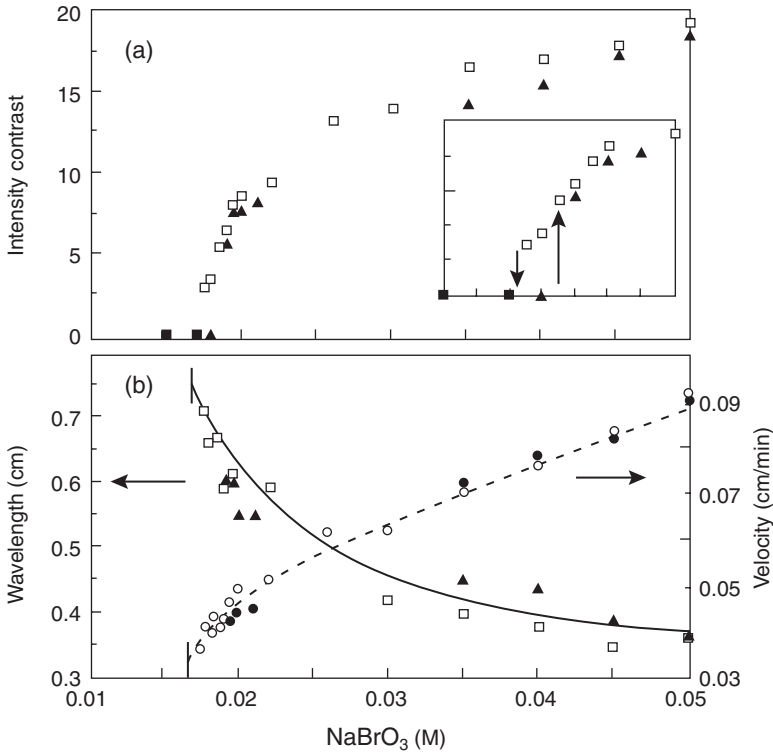 20
(a)
15
10
5
0
Intensity contrast
(b)
0.7
0.6
0.5
0.4
0.3
Wavelength (cm)
0.09
0.07
0.05
0.03
Velocity (cm/min)
0.01 0.02 0.03 0.04 0.05
NaBrO₃ (M)